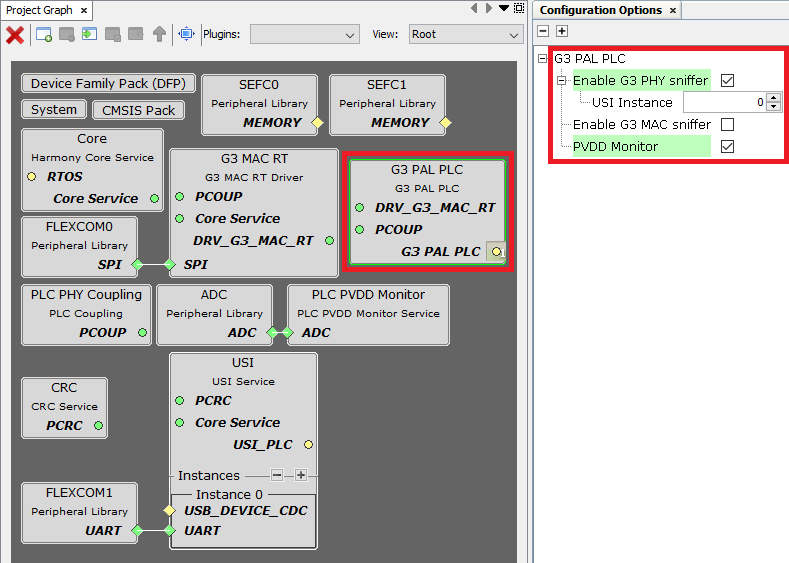 Project Graph ×
Plugins:
View: Root
Device Family Pack (DFP)
System
CMSIS Pack
SEFC0
Peripheral Library
MEMORY
SEFC1
Peripheral Library
MEMORY
Core
Harmony Core Service
RTOS
Core Service
G3 MAC RT
G3 MAC RT Driver
PCOUP
Core Service
DRV_G3_MAC_RT
SPI
G3 PAL PLC
G3 PAL PLC
DRV_G3_MAC_RT
PCOUP
G3 PAL PLC
FLEXCOM0
Peripheral Library
SPI
PLC PHY Coupling
PLC Coupling
PCOUP
ADC
Peripheral Library
ADC
PLC PVDD Monitor
PLC PVDD Monitor Service
ADC
CRC
CRC Service
PCRC
USI
USI Service
PCRC
Core Service
USI_PLC
Instances
Instance 0
USB_DEVICE_CDC
UART
FLEXCOM1
Peripheral Library
UART
Configuration Options ×
G3 PAL PLC
Enable G3 PHY sniffer
USI Instance 0
Enable G3 MAC sniffer
PVDD Monitor